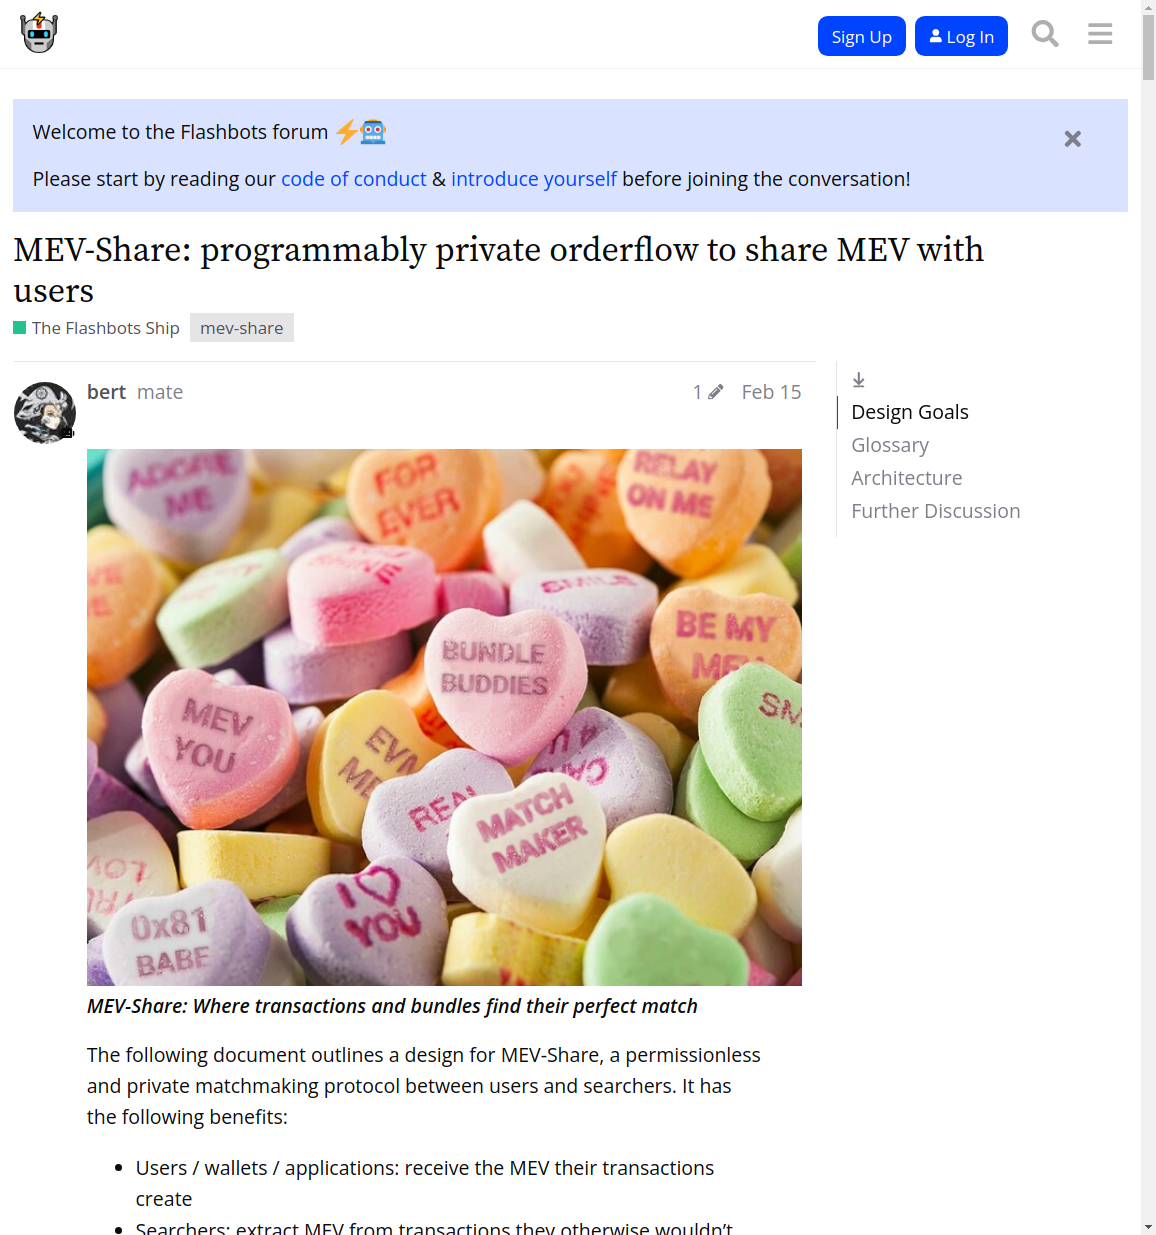 Sign Up
Log In
Welcome to the Flashbots forum
Please start by reading our code of conduct & introduce yourself before joining the conversation!
MEV-Share: programmably private orderflow to share MEV with
users
The Flashbots Ship mev-share
bert mate 1 Feb 15
Design Goals
Glossary
Architecture
Further Discussion
ADORE
ME
FOR
EVER
RELAY
ON ME
SMILE
BUNDLE
BUDDIES
BE MY
MEV
YOU
EVM
REAL
MATCH
MAKER
I
YOU
0x81
BABE
MEV-Share: Where transactions and bundles find their perfect match
The following document outlines a design for MEV-Share, a permissionless
and private matchmaking protocol between users and searchers. It has
the following benefits:
• Users / wallets / applications: receive the MEV their transactions
create
• Searchers: extract MEV from transactions they otherwise wouldn't